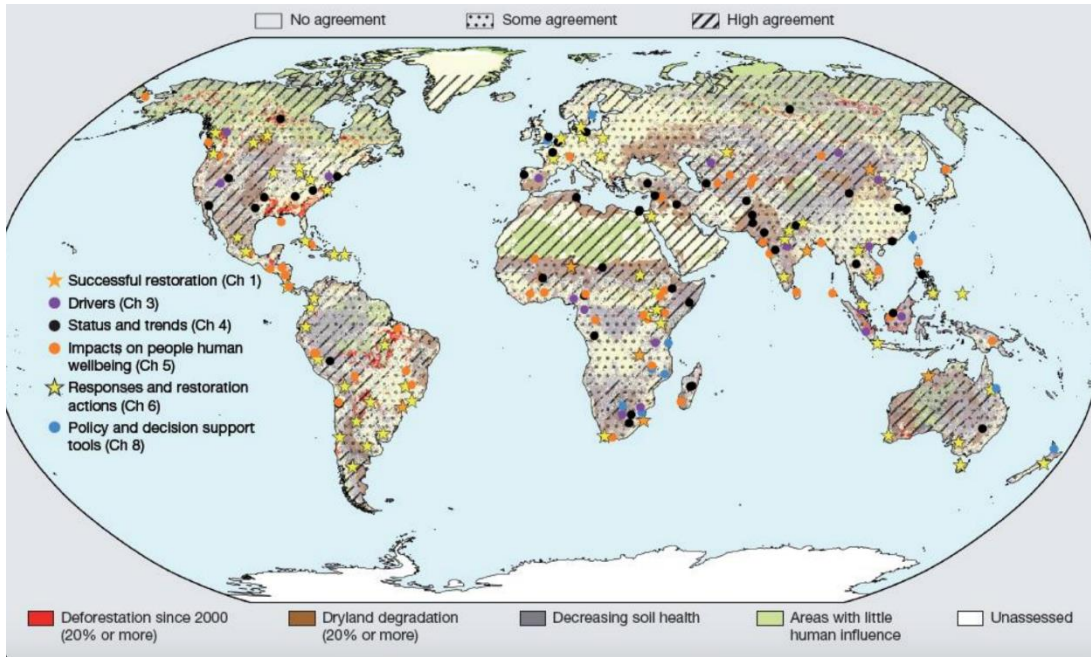 No agreement
Some agreement
High agreement
Successful restoration (Ch 1)
Drivers (Ch 3)
Status and trends (Ch 4)
Impacts on people human
wellbeing (Ch 5)
Responses and restoration
actions (Ch 6)
Policy and decision support
tools (Ch 8)
Deforestation since 2000
(20% or more)
Dryland degradation
(20% or more)
Decreasing soil health
Areas with little
human influence
Unassessed